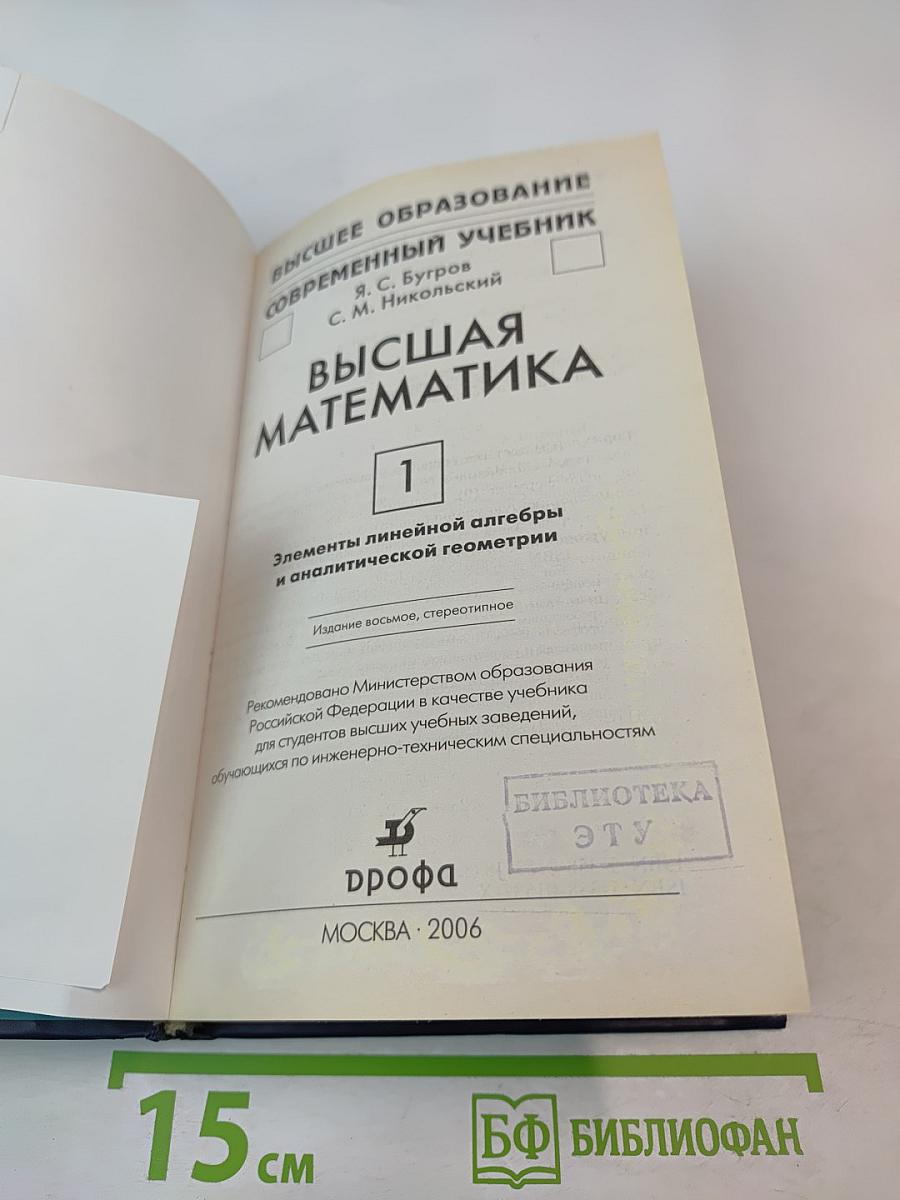 ВЫСШЕЕ ОБРАЗОВАНИЕ
СОВРЕМЕННЫЙ УЧЕБНИК
Я. С. Бугров
С. М. Никольский
ВЫСШАЯ
МАТЕМАТИКА
1
Элементы линейной алгебры
и аналитической геометрии
Издание восьмое, стереотипное
Рекомендовано Министерством образования
Российской Федерации в качестве учебника
для студентов высших учебных заведений,
обучающихся по инженерно-техническим специальностям
БИБЛИОТЕКА
ЭТУ
дрофа
МОСКВА · 2006
15 см
БФ БИБЛИОФАН